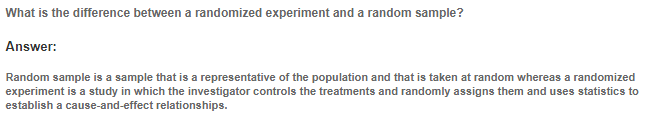 What is the difference between a randomized experiment and a random sample?
Answer:
Random sample is a sample that is a representative of the population and that is taken at random whereas a randomized
experiment is a study in which the investigator controls the treatments and randomly assigns them and uses statistics to
establish a cause-and-effect relationships.